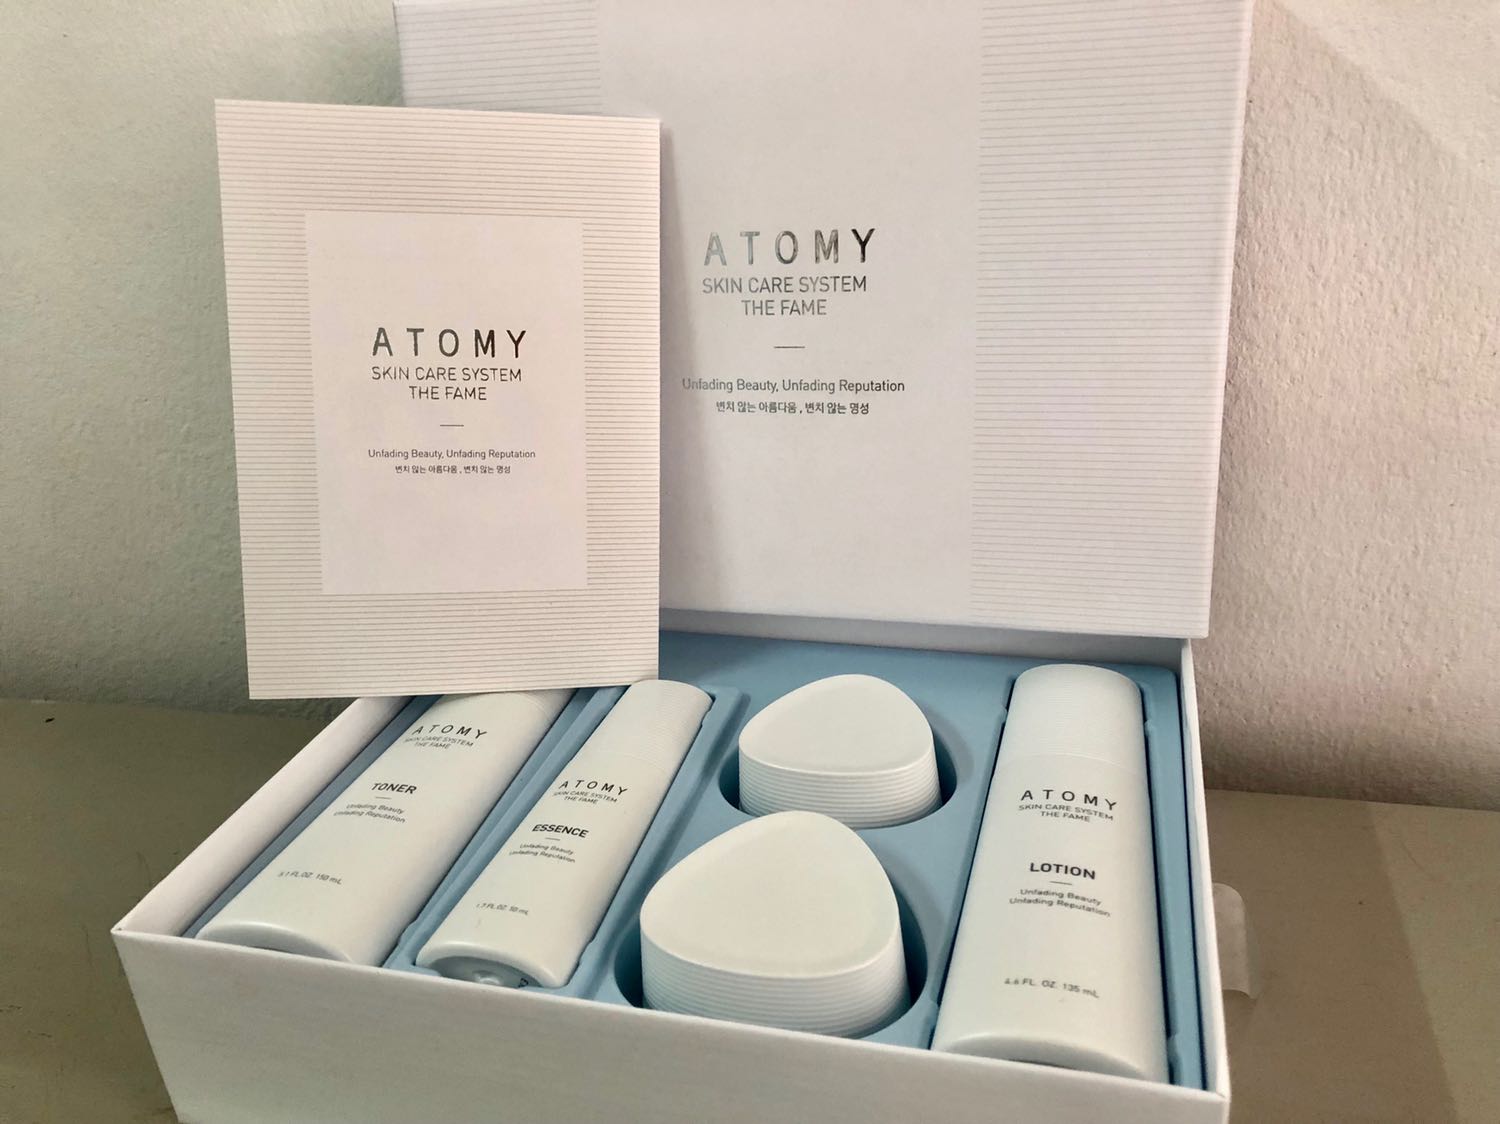 ATOMY
SKIN CARE SYSTEM
THE FAME
Unfading Beauty, Unfading Reputation
변치 않는 아름다움, 변치 않는 명성
ATOMY
SKIN CARE SYSTEM
THE FAME
Unfading Beauty, Unfading Reputation
변치 않는 아름다움, 변치 않는 명성
ATOMY
SKIN CARE SYSTEM
THE FAME
TONER
Unfading Beauty
Unfading Reputation
5.1 FL. OZ. 150 mL
ATOMY
SKIN CARE SYSTEM
THE FAME
ESSENCE
Unfading Beauty
Unfading Reputation
1.7 FL. OZ. 50 mL
ATOMY
SKIN CARE SYSTEM
THE FAME
LOTION
Unfading Beauty
Unfading Reputation
4.6 FL. OZ. 135 mL